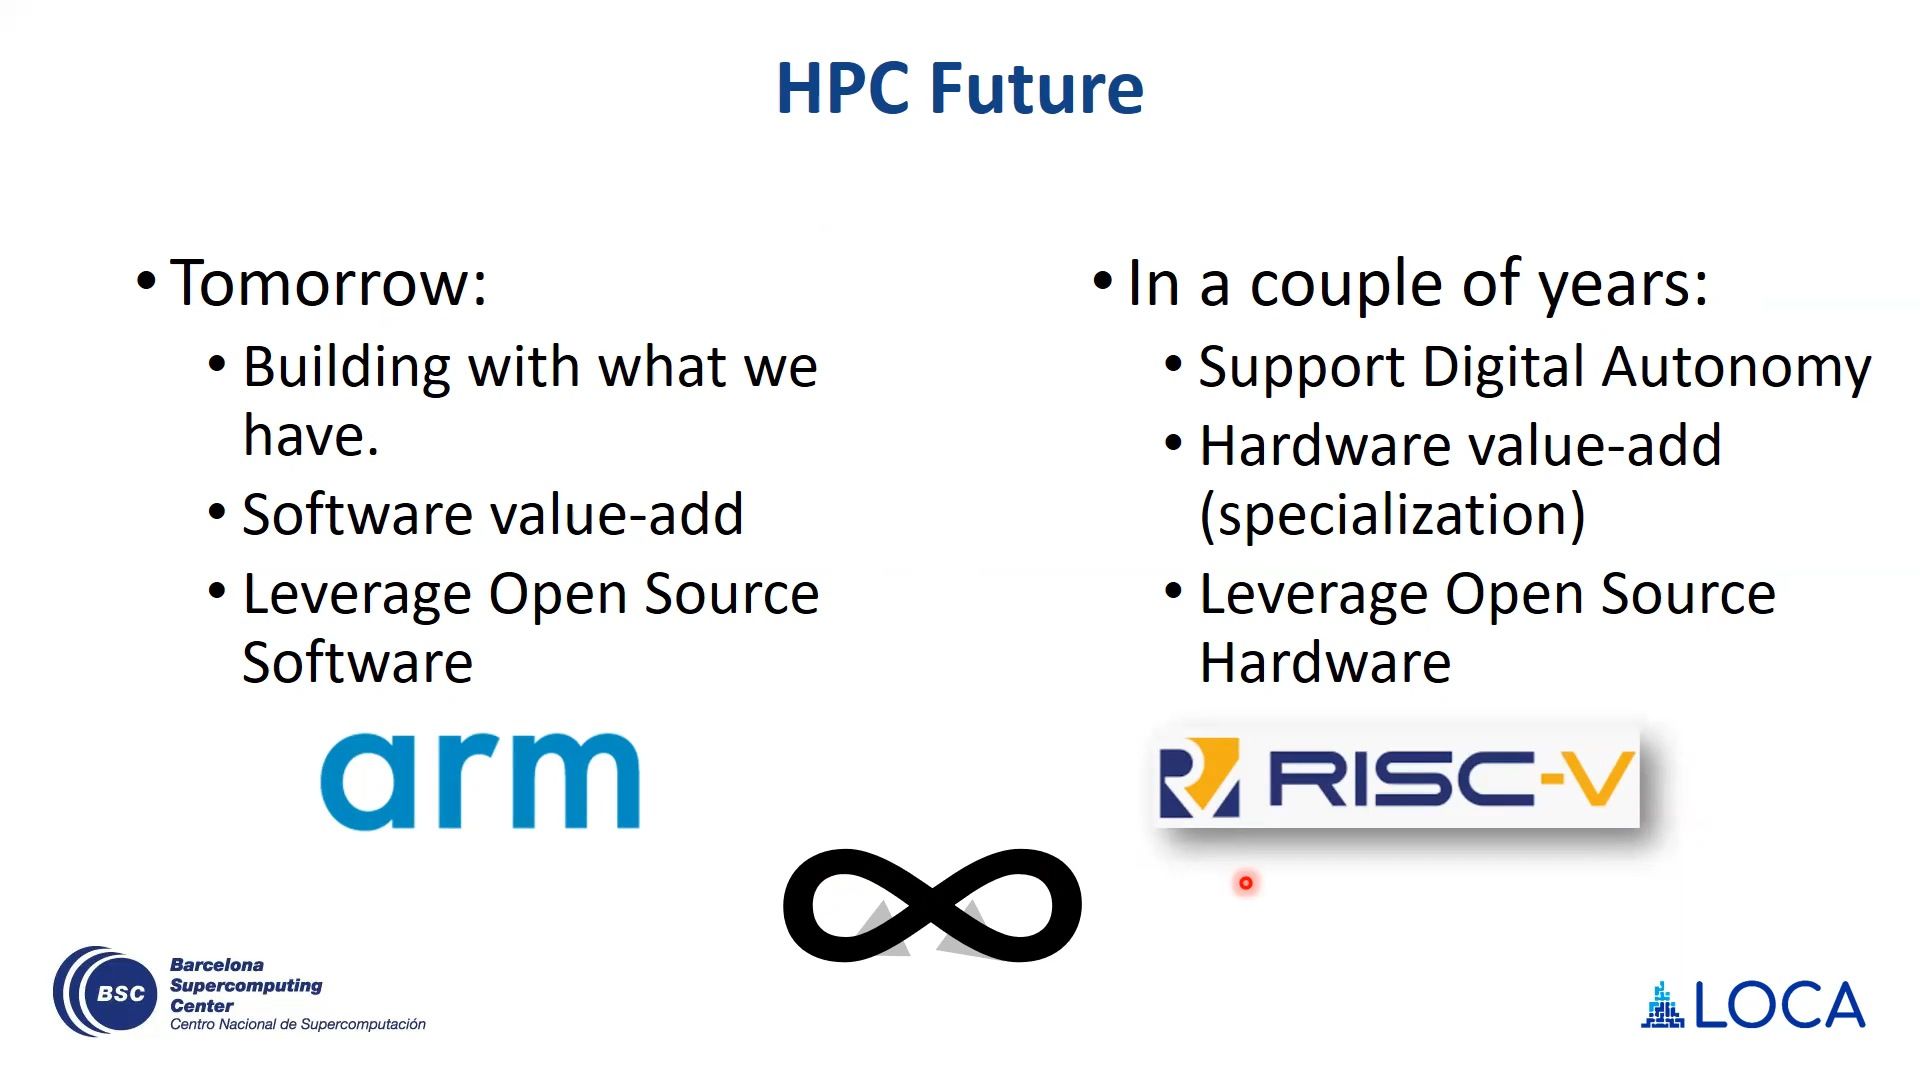 HPC Future
• Tomorrow:
• Building with what we
have.
• Software value-add
• Leverage Open Source
Software
arm
• In a couple of years:
• Support Digital Autonomy
• Hardware value-add
(specialization)
• Leverage Open Source
Hardware
RISC-V
BSC
Barcelona
Supercomputing
Center
Centro Nacional de Supercomputación
LOCA